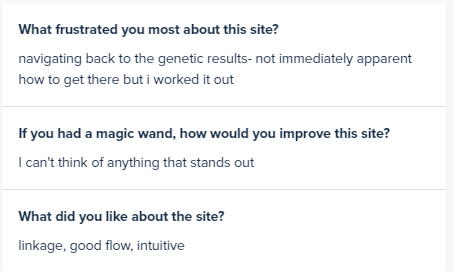 What frustrated you most about this site?
navigating back to the genetic results- not immediately apparent
how to get there but i worked it out
If you had a magic wand, how would you improve this site?
I can't think of anything that stands out
What did you like about the site?
linkage, good flow, intuitive